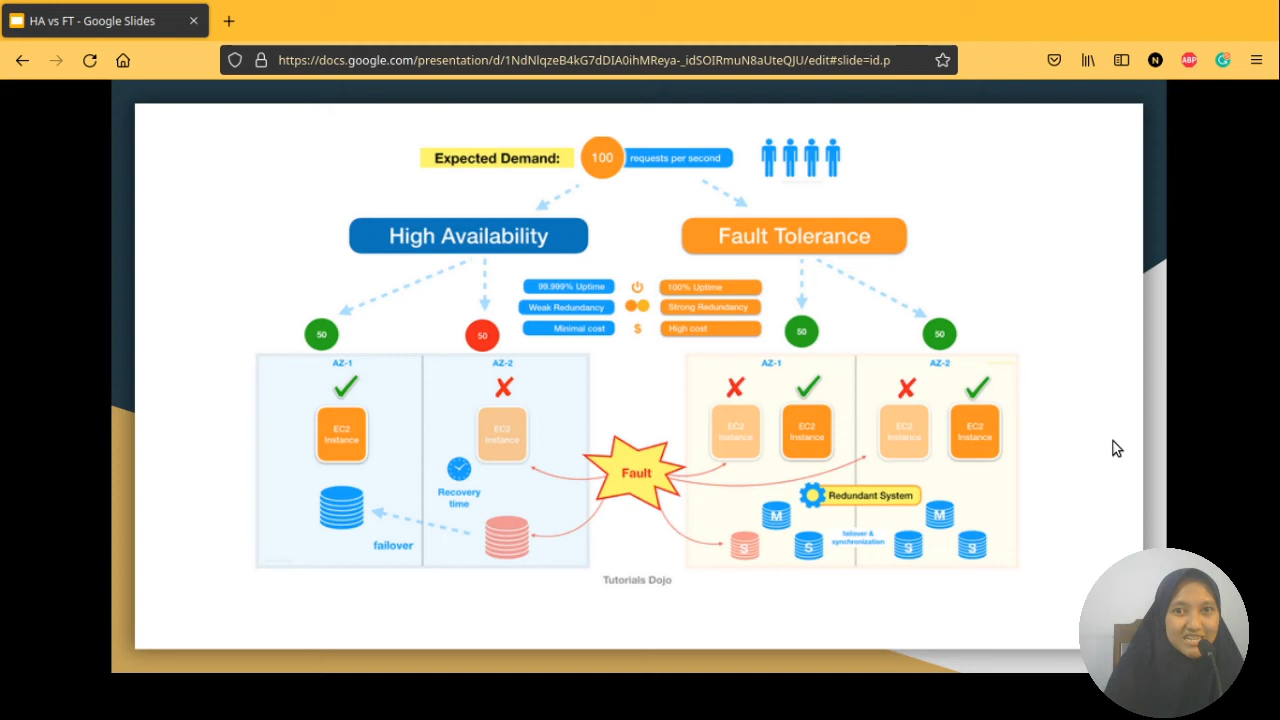 HA vs FT - Google Slides
https://docs.google.com/presentation/d/1NdNlqzeB4kG7dDIA0ihMReya-_idSOIRmuN8aUteQJU/edit#slide=id.p
N
ABP
Expected Demand:
100
requests per second
High Availability
Fault Tolerance
99.999% Uptime
100% Uptime
Weak Redundancy
Strong Redundancy
Minimal cost
$
High cost
50
50
50
50
AZ-1
AZ-2
AZ-1
AZ-2
EC2
Instance
EC2
Instance
EC2
Instance
EC2
Instance
EC2
Instance
EC2
Instance
Fault
Recovery
time
Redundant System
M
M
failover
failover &
synchronization
S
S
S
S
Tutorials Dojo